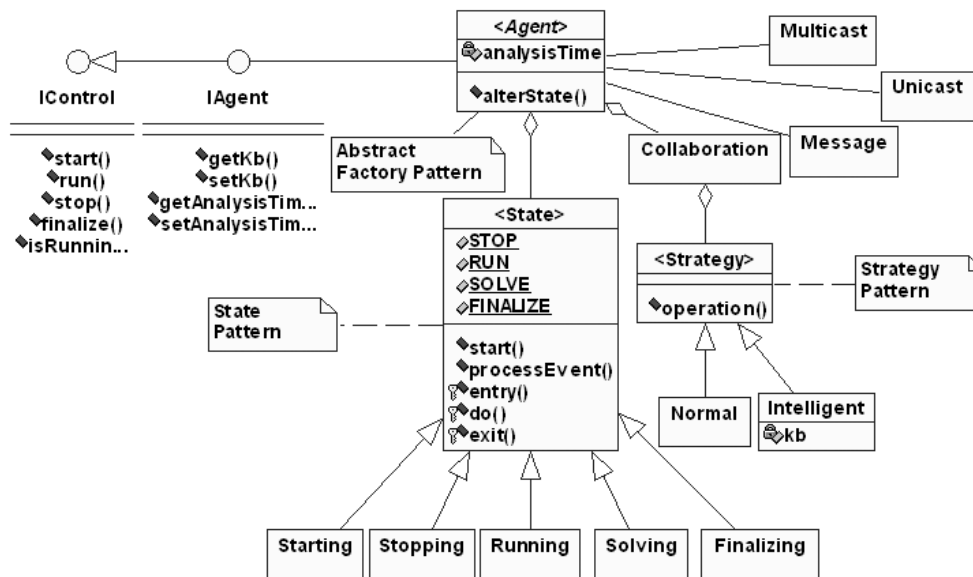 <Agent>
analysisTime
alterState()
Multicast
Unicast
Message
IControl
IAgent
start()
run()
stop()
finalize()
isRunnin...
getKb()
setKb()
getAnalysisTim...
setAnalysisTim...
Abstract
Factory Pattern
Collaboration
<State>
STOP
RUN
SOLVE
FINALIZE
start()
processEvent()
entry()
do()
exit()
State
Pattern
<Strategy>
operation()
Strategy
Pattern
Normal
Intelligent
kb
Starting
Stopping
Running
Solving
Finalizing